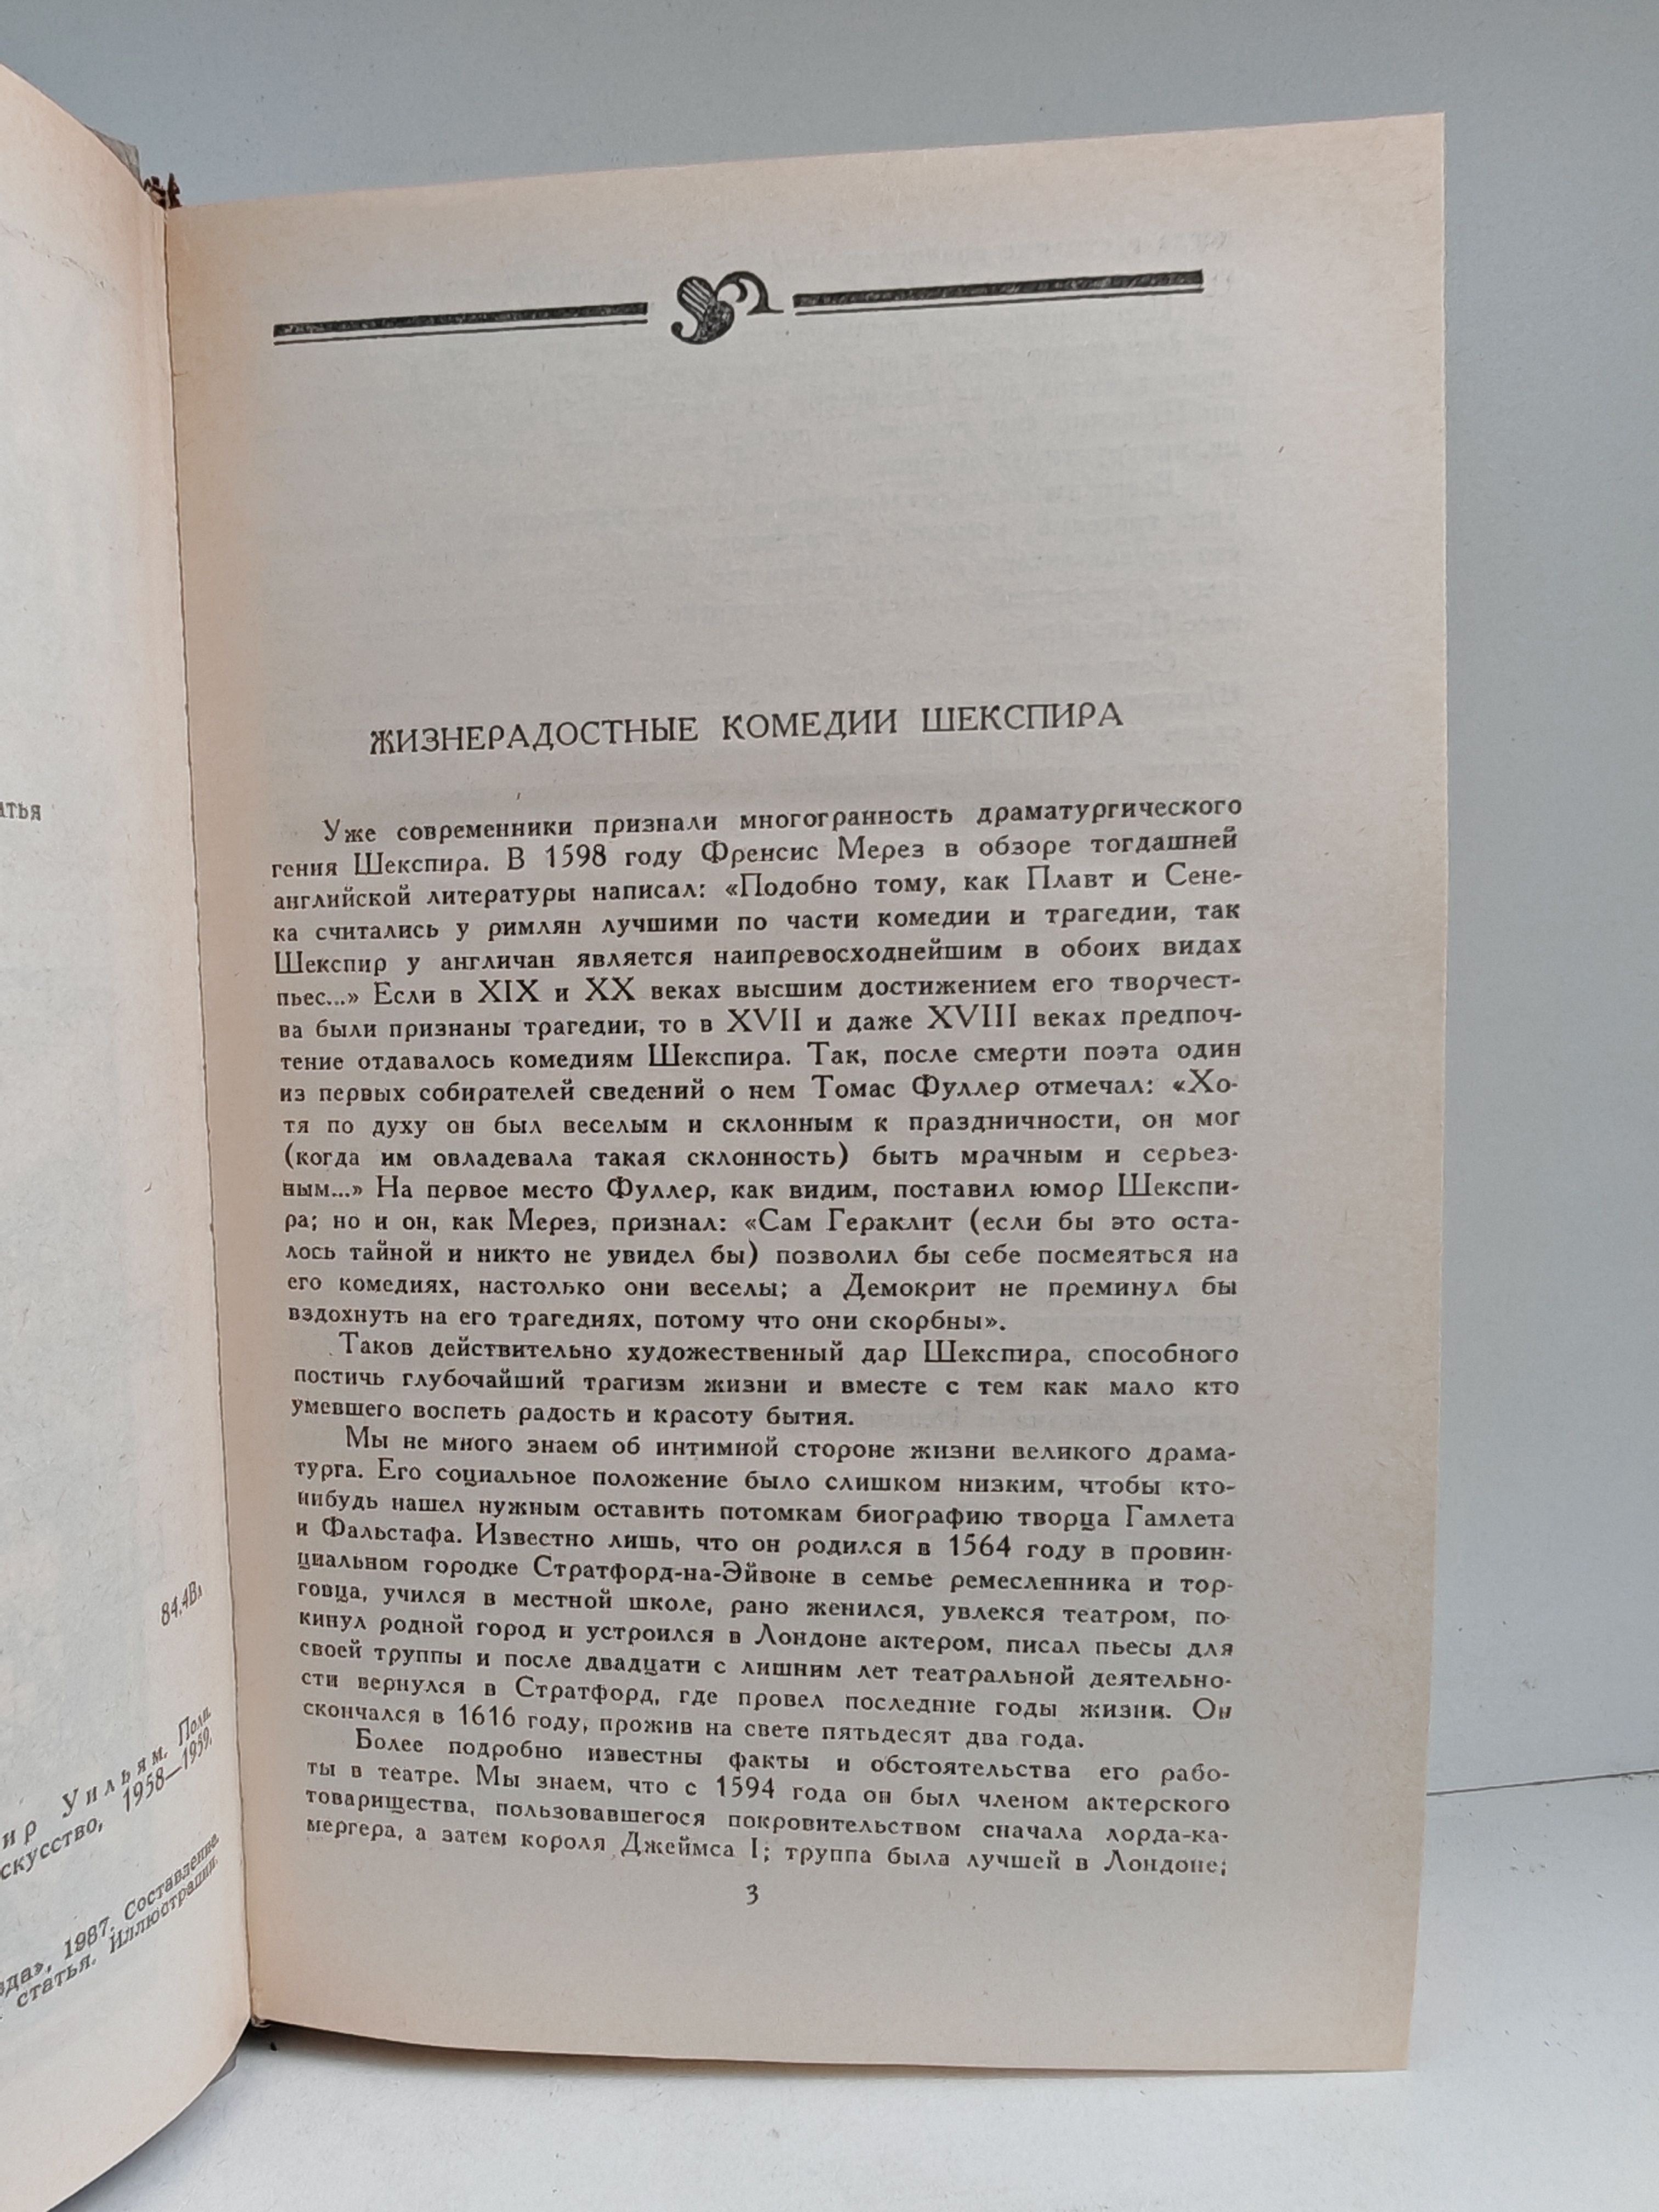 атья
84.4Вл
ир Уильям. Полн.
скусство, 1958—1959.
», 1987. Составление.
статья. Иллюстрации.
ЖИЗНЕРАДОСТНЫЕ КОМЕДИИ ШЕКСПИРА
Уже современники признали многогранность драматургического
гения Шекспира. В 1598 году Френсис Мерез в обзоре тогдашней
английской литературы написал: «Подобно тому, как Плавт и Сене-
ка считались у римлян лучшими по части комедии и трагедии, так
Шекспир у англичан является наипревосходнейшим в обоих видах
пьес...» Если в XIX и XX веках высшим достижением его творчест-
ва были признаны трагедии, то в XVII и даже XVIII веках предпоч-
тение отдавалось комедиям Шекспира. Так, после смерти поэта один
из первых собирателей сведений о нем Томас Фуллер отмечал: «Хо-
тя по духу он был веселым и склонным к праздничности, он мог
(когда им овладевала такая склонность) быть мрачным и серьез-
ным...» На первое место Фуллер, как видим, поставил юмор Шекспи-
ра; но и он, как Мерез, признал: «Сам Гераклит (если бы это оста-
лось тайной и никто не увидел бы) позволил бы себе посмеяться на
его комедиях, настолько они веселы; а Демокрит не преминул бы
вздохнуть на его трагедиях, потому что они скорбны».
Таков действительно художественный дар Шекспира, способного
постичь глубочайший трагизм жизни и вместе с тем как мало кто
умевшего воспеть радость и красоту бытия.
Мы не много знаем об интимной стороне жизни великого драма-
турга. Его социальное положение было слишком низким, чтобы кто-
нибудь нашел нужным оставить потомкам биографию творца Гамлета
и Фальстафа. Известно лишь, что он родился в 1564 году в провин-
циальном городке Стратфорд-на-Эйвоне в семье ремесленника и тор-
говца, учился в местной школе, рано женился, увлекся театром, по-
кинул родной город и устроился в Лондоне актером, писал пьесы для
своей труппы и после двадцати с лишним лет театральной деятельно-
сти вернулся в Стратфорд, где провел последние годы жизни. Он
скончался в 1616 году, прожив на свете пятьдесят два года.
Более подробно известны факты и обстоятельства его рабо-
ты в театре. Мы знаем, что с 1594 года он был членом актерского
товарищества, пользовавшегося покровительством сначала лорда-ка-
мергера, а затем короля Джеймса I; труппа была лучшей в Лондоне;
3